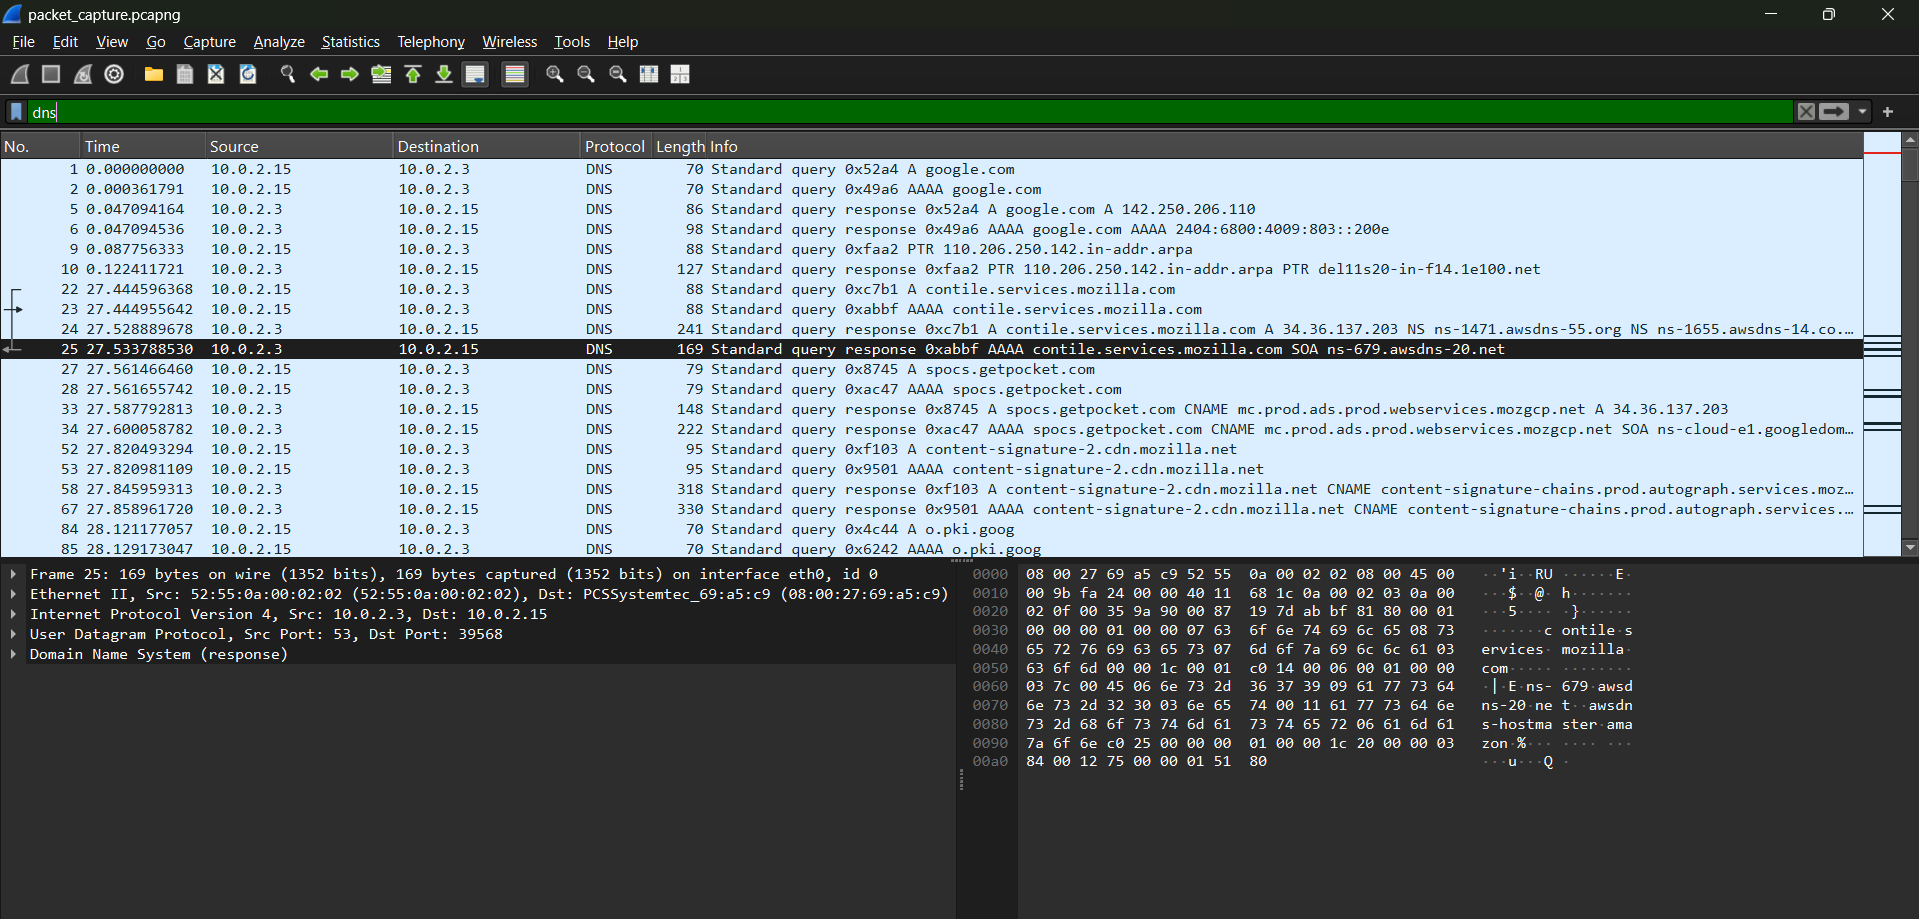 packet_capture.pcapng
File Edit View Go Capture Analyze Statistics Telephony Wireless Tools Help
dns
No. Time Source Destination Protocol Length Info
1 0.000000000 10.0.2.15 10.0.2.3 DNS 70 Standard query 0x52a4 A google.com
2 0.000361791 10.0.2.15 10.0.2.3 DNS 70 Standard query 0x49a6 AAAA google.com
5 0.047094164 10.0.2.3 10.0.2.15 DNS 86 Standard query response 0x52a4 A google.com A 142.250.206.110
6 0.047094536 10.0.2.3 10.0.2.15 DNS 98 Standard query response 0x49a6 AAAA google.com AAAA 2404:6800:4009:803::200e
9 0.087756333 10.0.2.15 10.0.2.3 DNS 88 Standard query 0xfaa2 PTR 110.206.250.142.in-addr.arpa
10 0.122411721 10.0.2.3 10.0.2.15 DNS 127 Standard query response 0xfaa2 PTR 110.206.250.142.in-addr.arpa PTR del11s20-in-f14.1e100.net
22 27.444596368 10.0.2.15 10.0.2.3 DNS 88 Standard query 0xc7b1 A contile.services.mozilla.com
23 27.444955642 10.0.2.15 10.0.2.3 DNS 88 Standard query 0xabbf AAAA contile.services.mozilla.com
24 27.528889678 10.0.2.3 10.0.2.15 DNS 241 Standard query response 0xc7b1 A contile.services.mozilla.com A 34.36.137.203 NS ns-1471.awsdns-55.org NS ns-1655.awsdns-14.co.…
25 27.533788530 10.0.2.3 10.0.2.15 DNS 169 Standard query response 0xabbf AAAA contile.services.mozilla.com SOA ns-679.awsdns-20.net
27 27.561466460 10.0.2.15 10.0.2.3 DNS 79 Standard query 0x8745 A spocs.getpocket.com
28 27.561655742 10.0.2.15 10.0.2.3 DNS 79 Standard query 0xac47 AAAA spocs.getpocket.com
33 27.587792813 10.0.2.3 10.0.2.15 DNS 148 Standard query response 0x8745 A spocs.getpocket.com CNAME mc.prod.ads.prod.webservices.mozgcp.net A 34.36.137.203
34 27.600058782 10.0.2.3 10.0.2.15 DNS 222 Standard query response 0xac47 AAAA spocs.getpocket.com CNAME mc.prod.ads.prod.webservices.mozgcp.net SOA ns-cloud-e1.googledom…
52 27.820493294 10.0.2.15 10.0.2.3 DNS 95 Standard query 0xf103 A content-signature-2.cdn.mozilla.net
53 27.820981109 10.0.2.15 10.0.2.3 DNS 95 Standard query 0x9501 AAAA content-signature-2.cdn.mozilla.net
58 27.845959313 10.0.2.3 10.0.2.15 DNS 318 Standard query response 0xf103 A content-signature-2.cdn.mozilla.net CNAME content-signature-chains.prod.autograph.services.moz…
67 27.858961720 10.0.2.3 10.0.2.15 DNS 330 Standard query response 0x9501 AAAA content-signature-2.cdn.mozilla.net CNAME content-signature-chains.prod.autograph.services.…
84 28.121177057 10.0.2.15 10.0.2.3 DNS 70 Standard query 0x4c44 A o.pki.goog
85 28.129173047 10.0.2.15 10.0.2.3 DNS 70 Standard query 0x6242 AAAA o.pki.goog
Frame 25: 169 bytes on wire (1352 bits), 169 bytes captured (1352 bits) on interface eth0, id 0
Ethernet II, Src: 52:55:0a:00:02:02 (52:55:0a:00:02:02), Dst: PCSSystemtec_69:a5:c9 (08:00:27:69:a5:c9)
Internet Protocol Version 4, Src: 10.0.2.3, Dst: 10.0.2.15
User Datagram Protocol, Src Port: 53, Dst Port: 39568
Domain Name System (response)
0000 08 00 27 69 a5 c9 52 55 0a 00 02 02 08 00 45 00 ··'i··RU ······E·
0010 00 9b fa 24 00 00 40 11 68 1c 0a 00 02 03 0a 00 ···$··@· h·······
0020 02 0f 00 35 9a 90 00 87 19 7d ab bf 81 80 00 01 ···5···· ·}······
0030 00 00 00 01 00 00 07 63 6f 6e 74 69 6c 65 08 73 ·······c ontile·s
0040 65 72 76 69 63 65 73 07 6d 6f 7a 69 6c 6c 61 03 ervices· mozilla·
0050 63 6f 6d 00 00 1c 00 01 c0 14 00 06 00 01 00 00 com····· ········
0060 03 7c 00 45 06 6e 73 2d 36 37 39 09 61 77 73 64 ·|·E·ns- 679·awsd
0070 6e 73 2d 32 30 03 6e 65 74 00 11 61 77 73 64 6e ns-20·ne t··awsdn
0080 73 2d 68 6f 73 74 6d 61 73 74 65 72 06 61 6d 61 s-hostma ster·ama
0090 7a 6f 6e c0 25 00 00 00 01 00 00 1c 20 00 00 03 zon·%··· ···· ···
00a0 84 00 12 75 00 00 01 51 80 ···u···Q ·